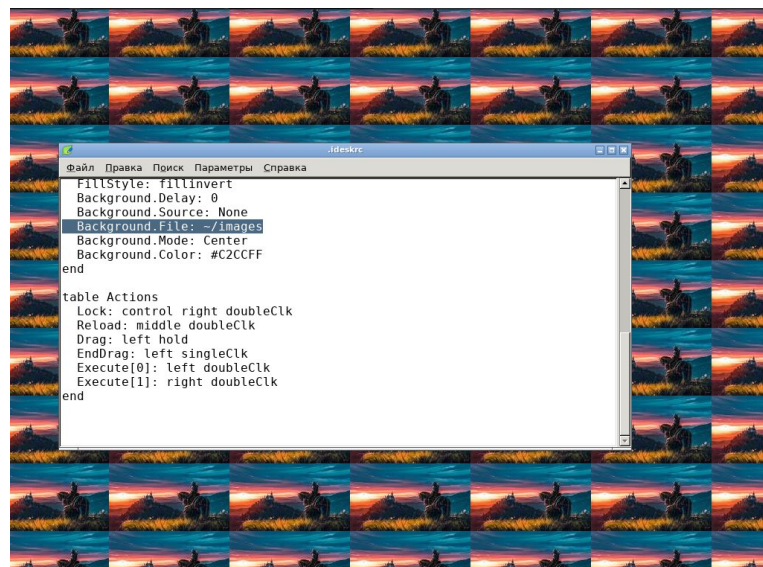 .ideskrc
Файл Правка Поиск Параметры Справка
FillStyle: fillinvert
Background.Delay: 0
Background.Source: None
Background.File: ~/images
Background.Mode: Center
Background.Color: #C2CCFF
end
table Actions
Lock: control right doubleClk
Reload: middle doubleClk
Drag: left hold
EndDrag: left singleClk
Execute[0]: left doubleClk
Execute[1]: right doubleClk
end